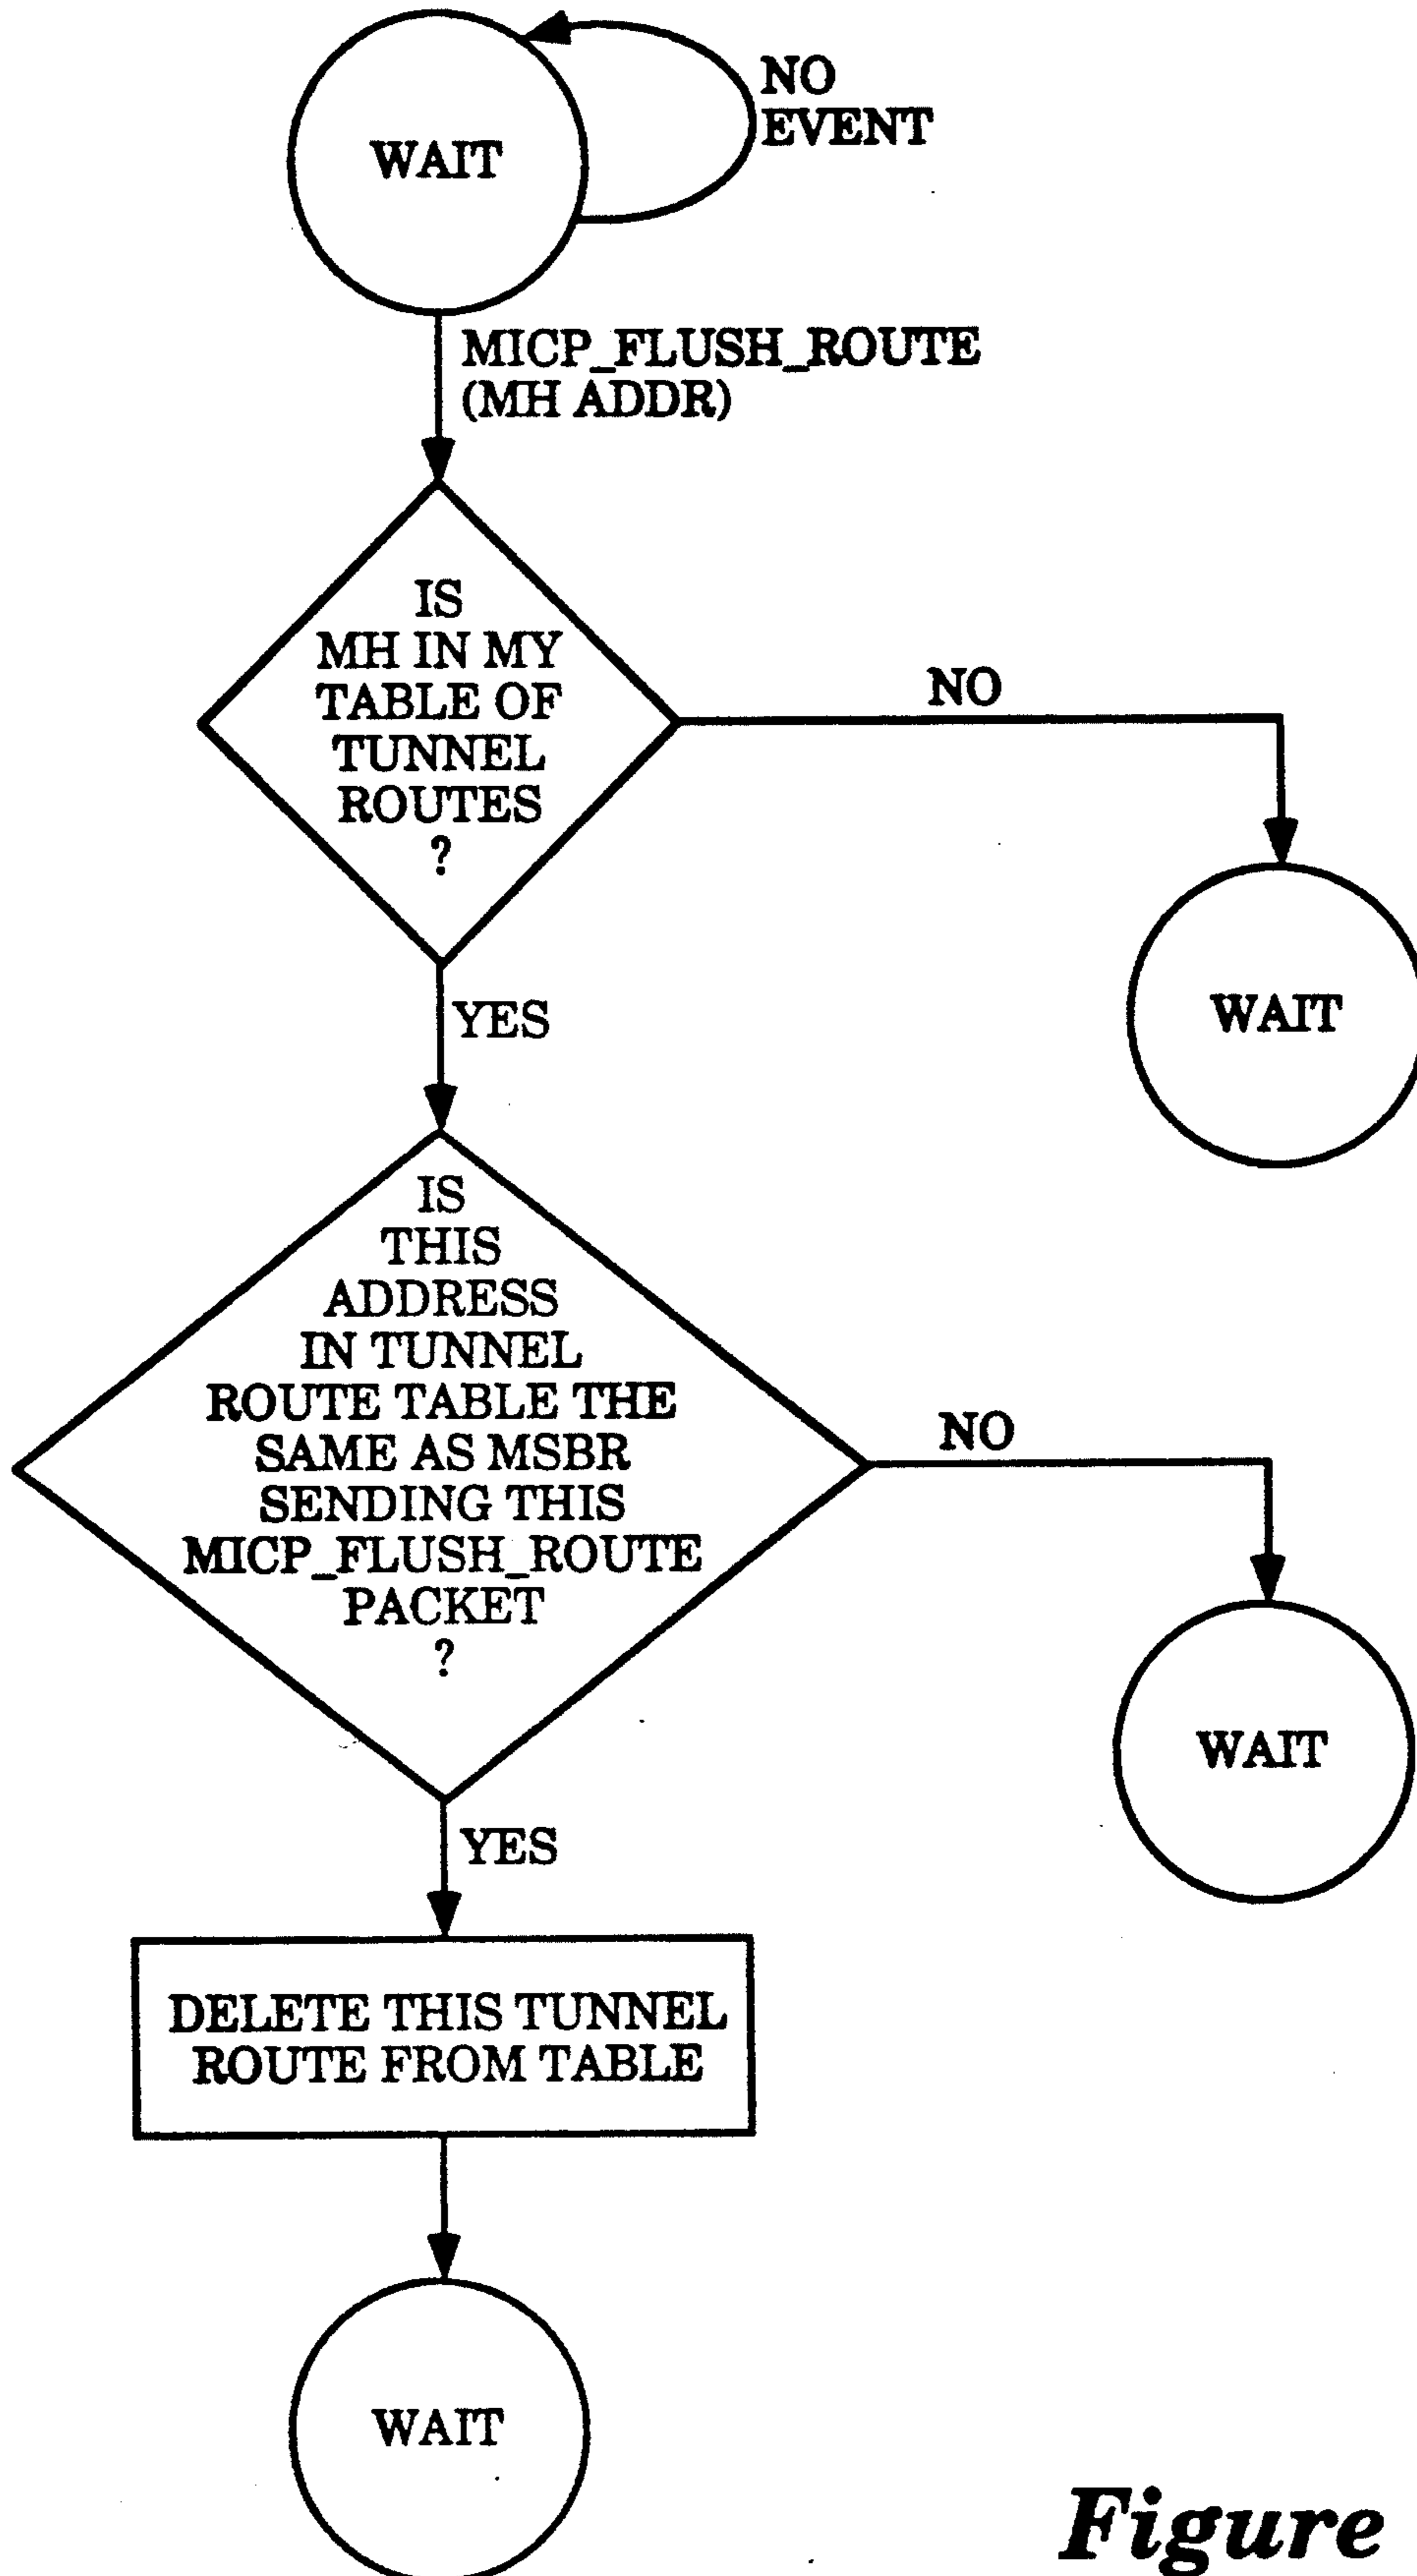 NO
EVENT
WAIT
MICP_FLUSH_ROUTE
(MH ADDR)
IS
MH IN MY
TABLE OF
TUNNEL
ROUTES
?
NO
WAIT
YES
IS
THIS
ADDRESS
IN TUNNEL
ROUTE TABLE THE
SAME AS MSBR
SENDING THIS
MICP_FLUSH_ROUTE
PACKET
?
NO
WAIT
YES
DELETE THIS TUNNEL
ROUTE FROM TABLE
WAIT
Figure